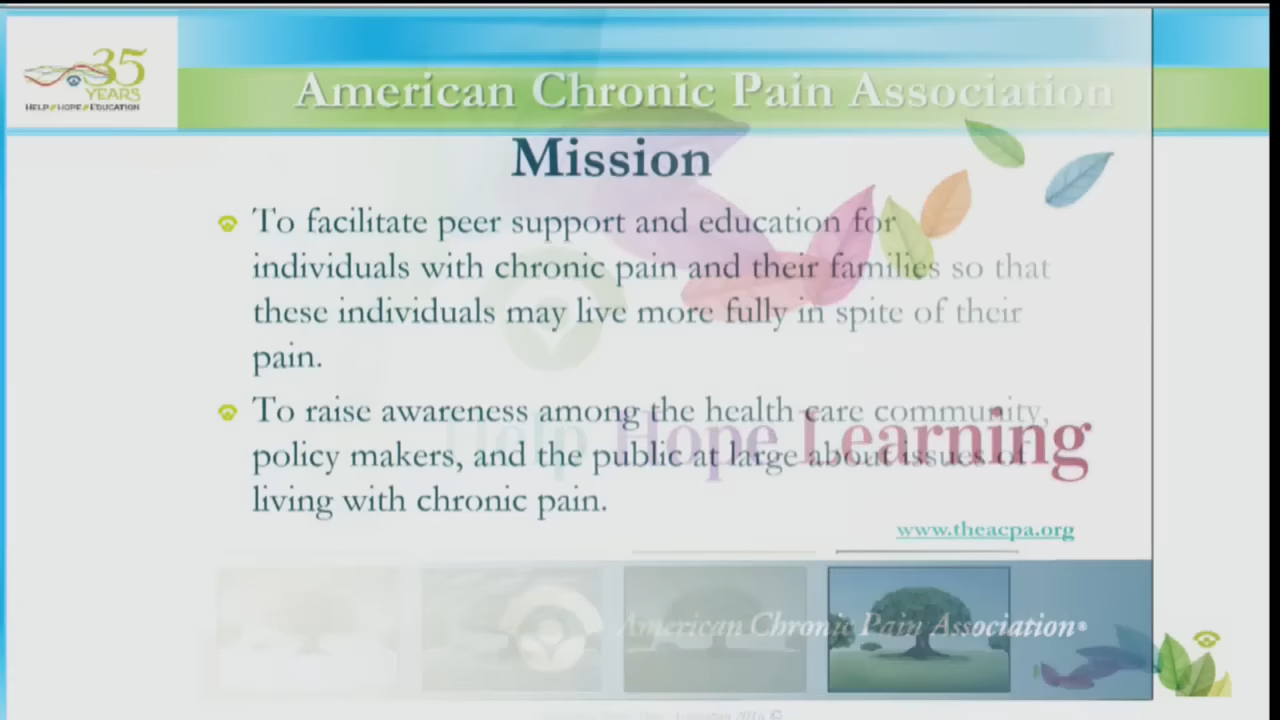 35
YEARS
HELP//HOPE//EDUCATION
American Chronic Pain Association
Mission
To facilitate peer support and education for
individuals with chronic pain and their families so that
these individuals may live more fully in spite of their
pain.
To raise awareness among the health care community,
policy makers, and the public at large about issues of
living with chronic pain.
Help Hope Learning
www.theacpa.org
American Chronic Pain Association®